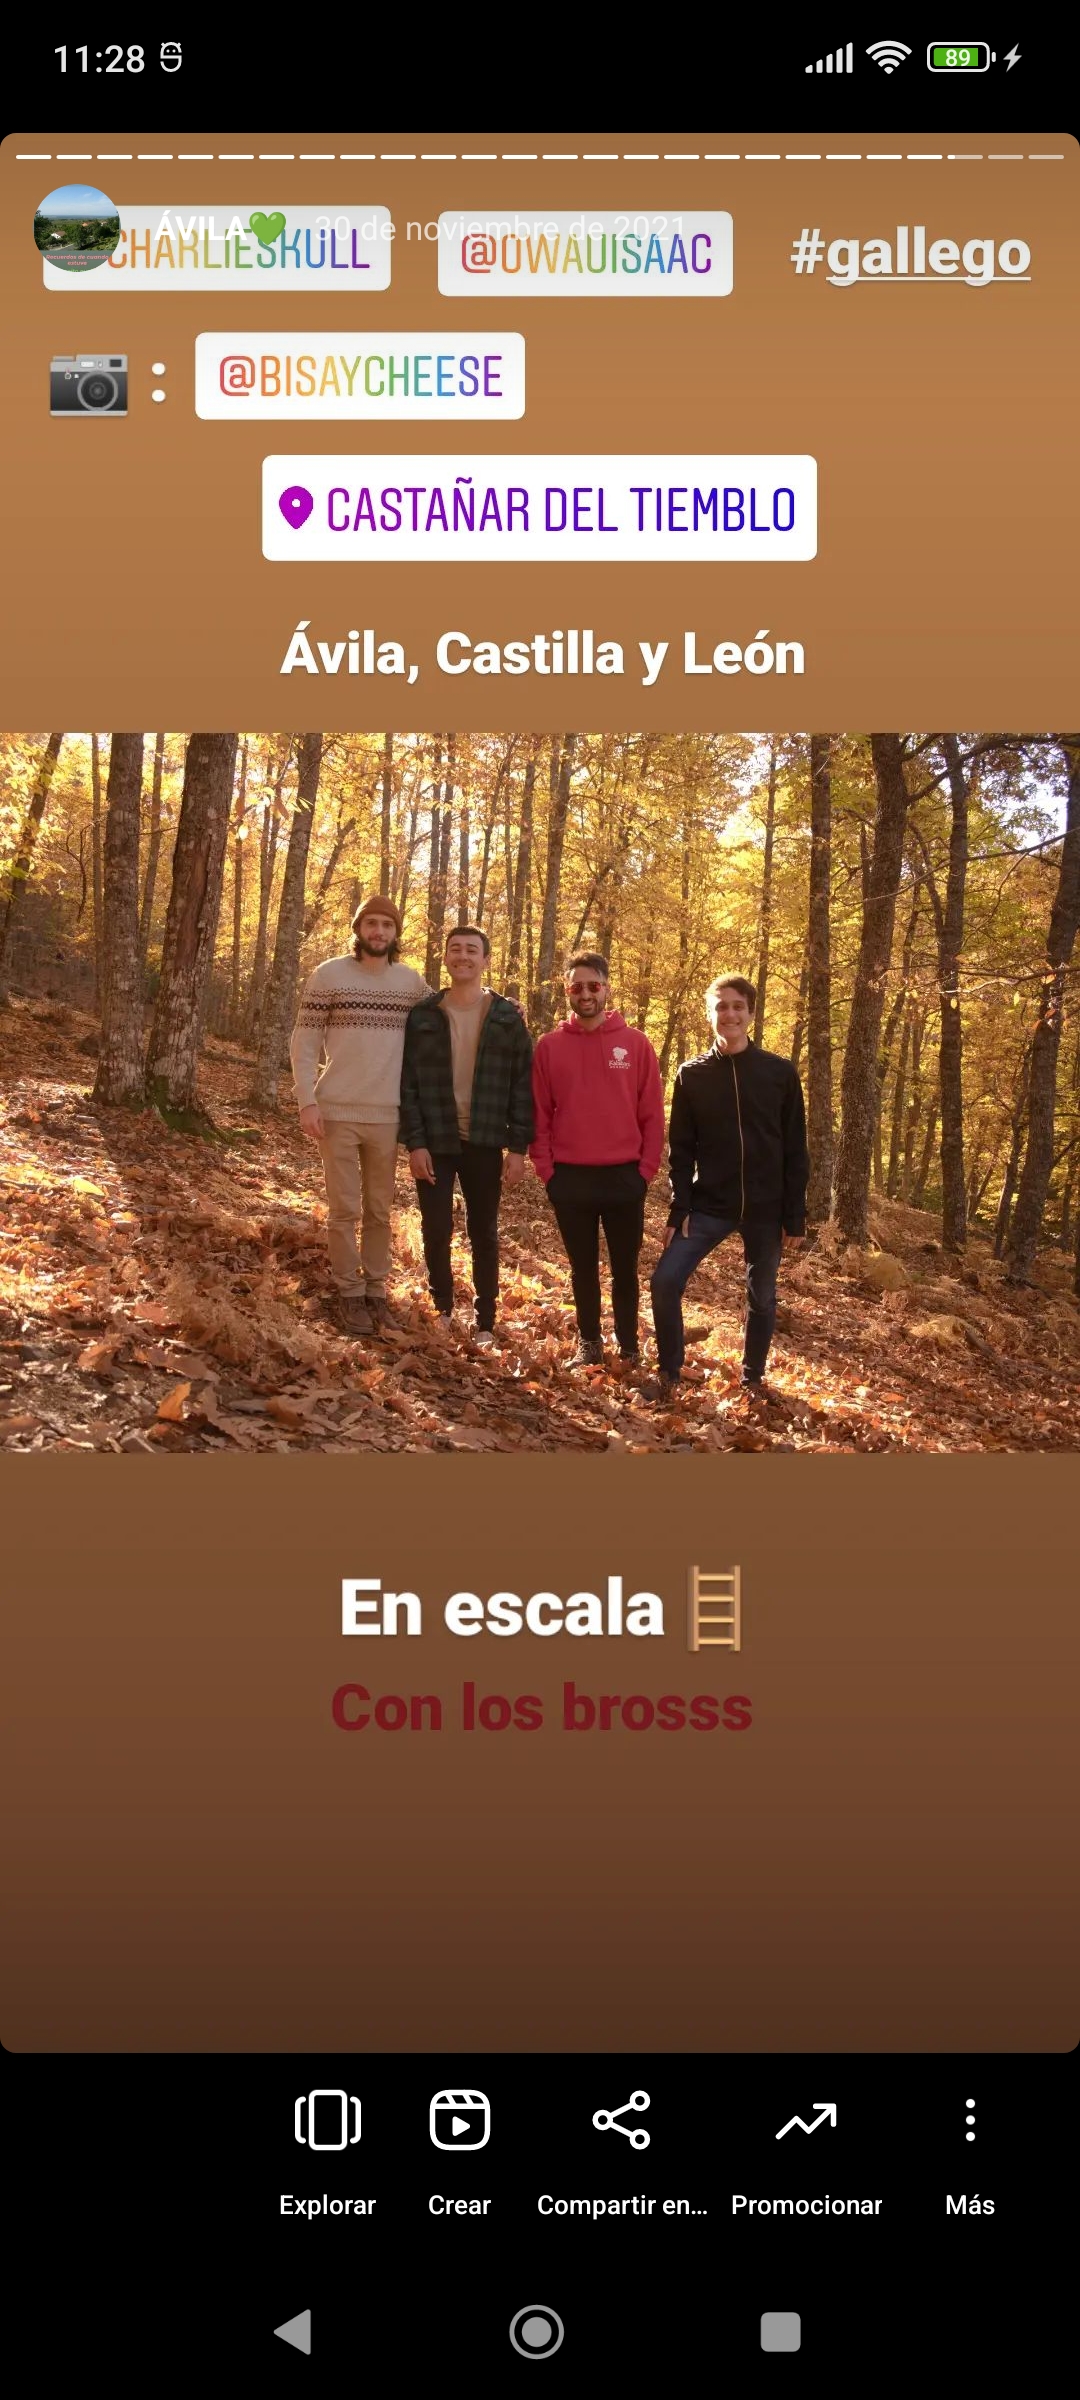 11:28 89
ÁVILA💚 30 de noviembre de 2021
CHARLIESKULL @OWAUISAAC #gallego
: @BISAYCHEESE
CASTAÑAR DEL TIEMBLO
Ávila, Castilla y León
En escala
Con los brosss
Explorar Crear Compartir en... Promocionar Más